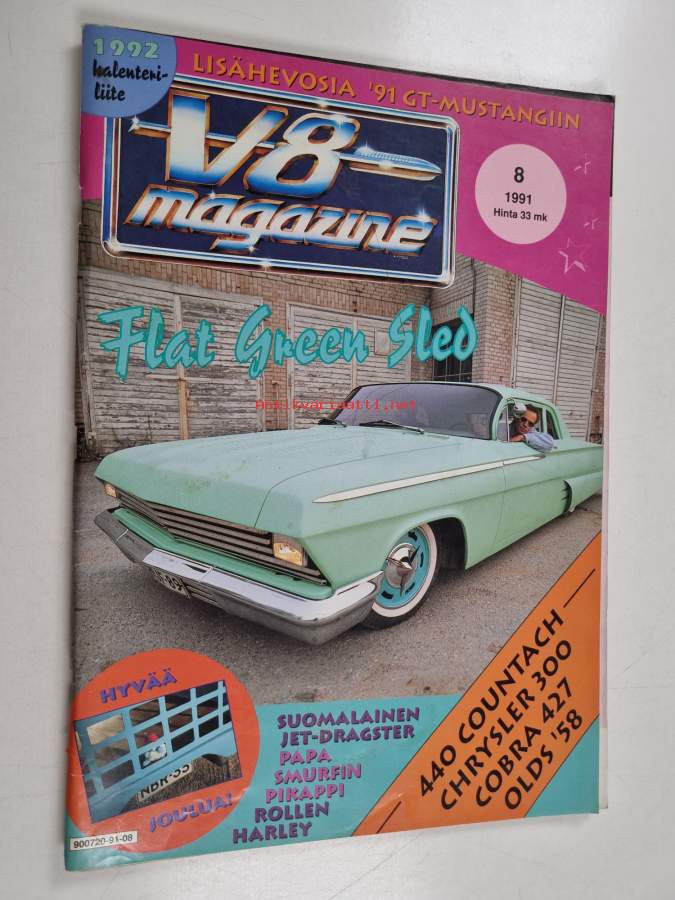 1992
kalenteri-
liite
LISÄHEVOSIA '91 GT-MUSTANGIIN
V8
magazine
8
1991
Hinta 33 mk
Flat Green Sled
antikvariaatti.net
HYVÄÄ
NBK-55
JOULUA!
SUOMALAINEN
JET-DRAGSTER
PAPA
SMURFIN
PIKAPPI
ROLLEN
HARLEY
440 COUNTACH
CHRYSLER 300
COBRA 427
OLDS '58
900720-91-08